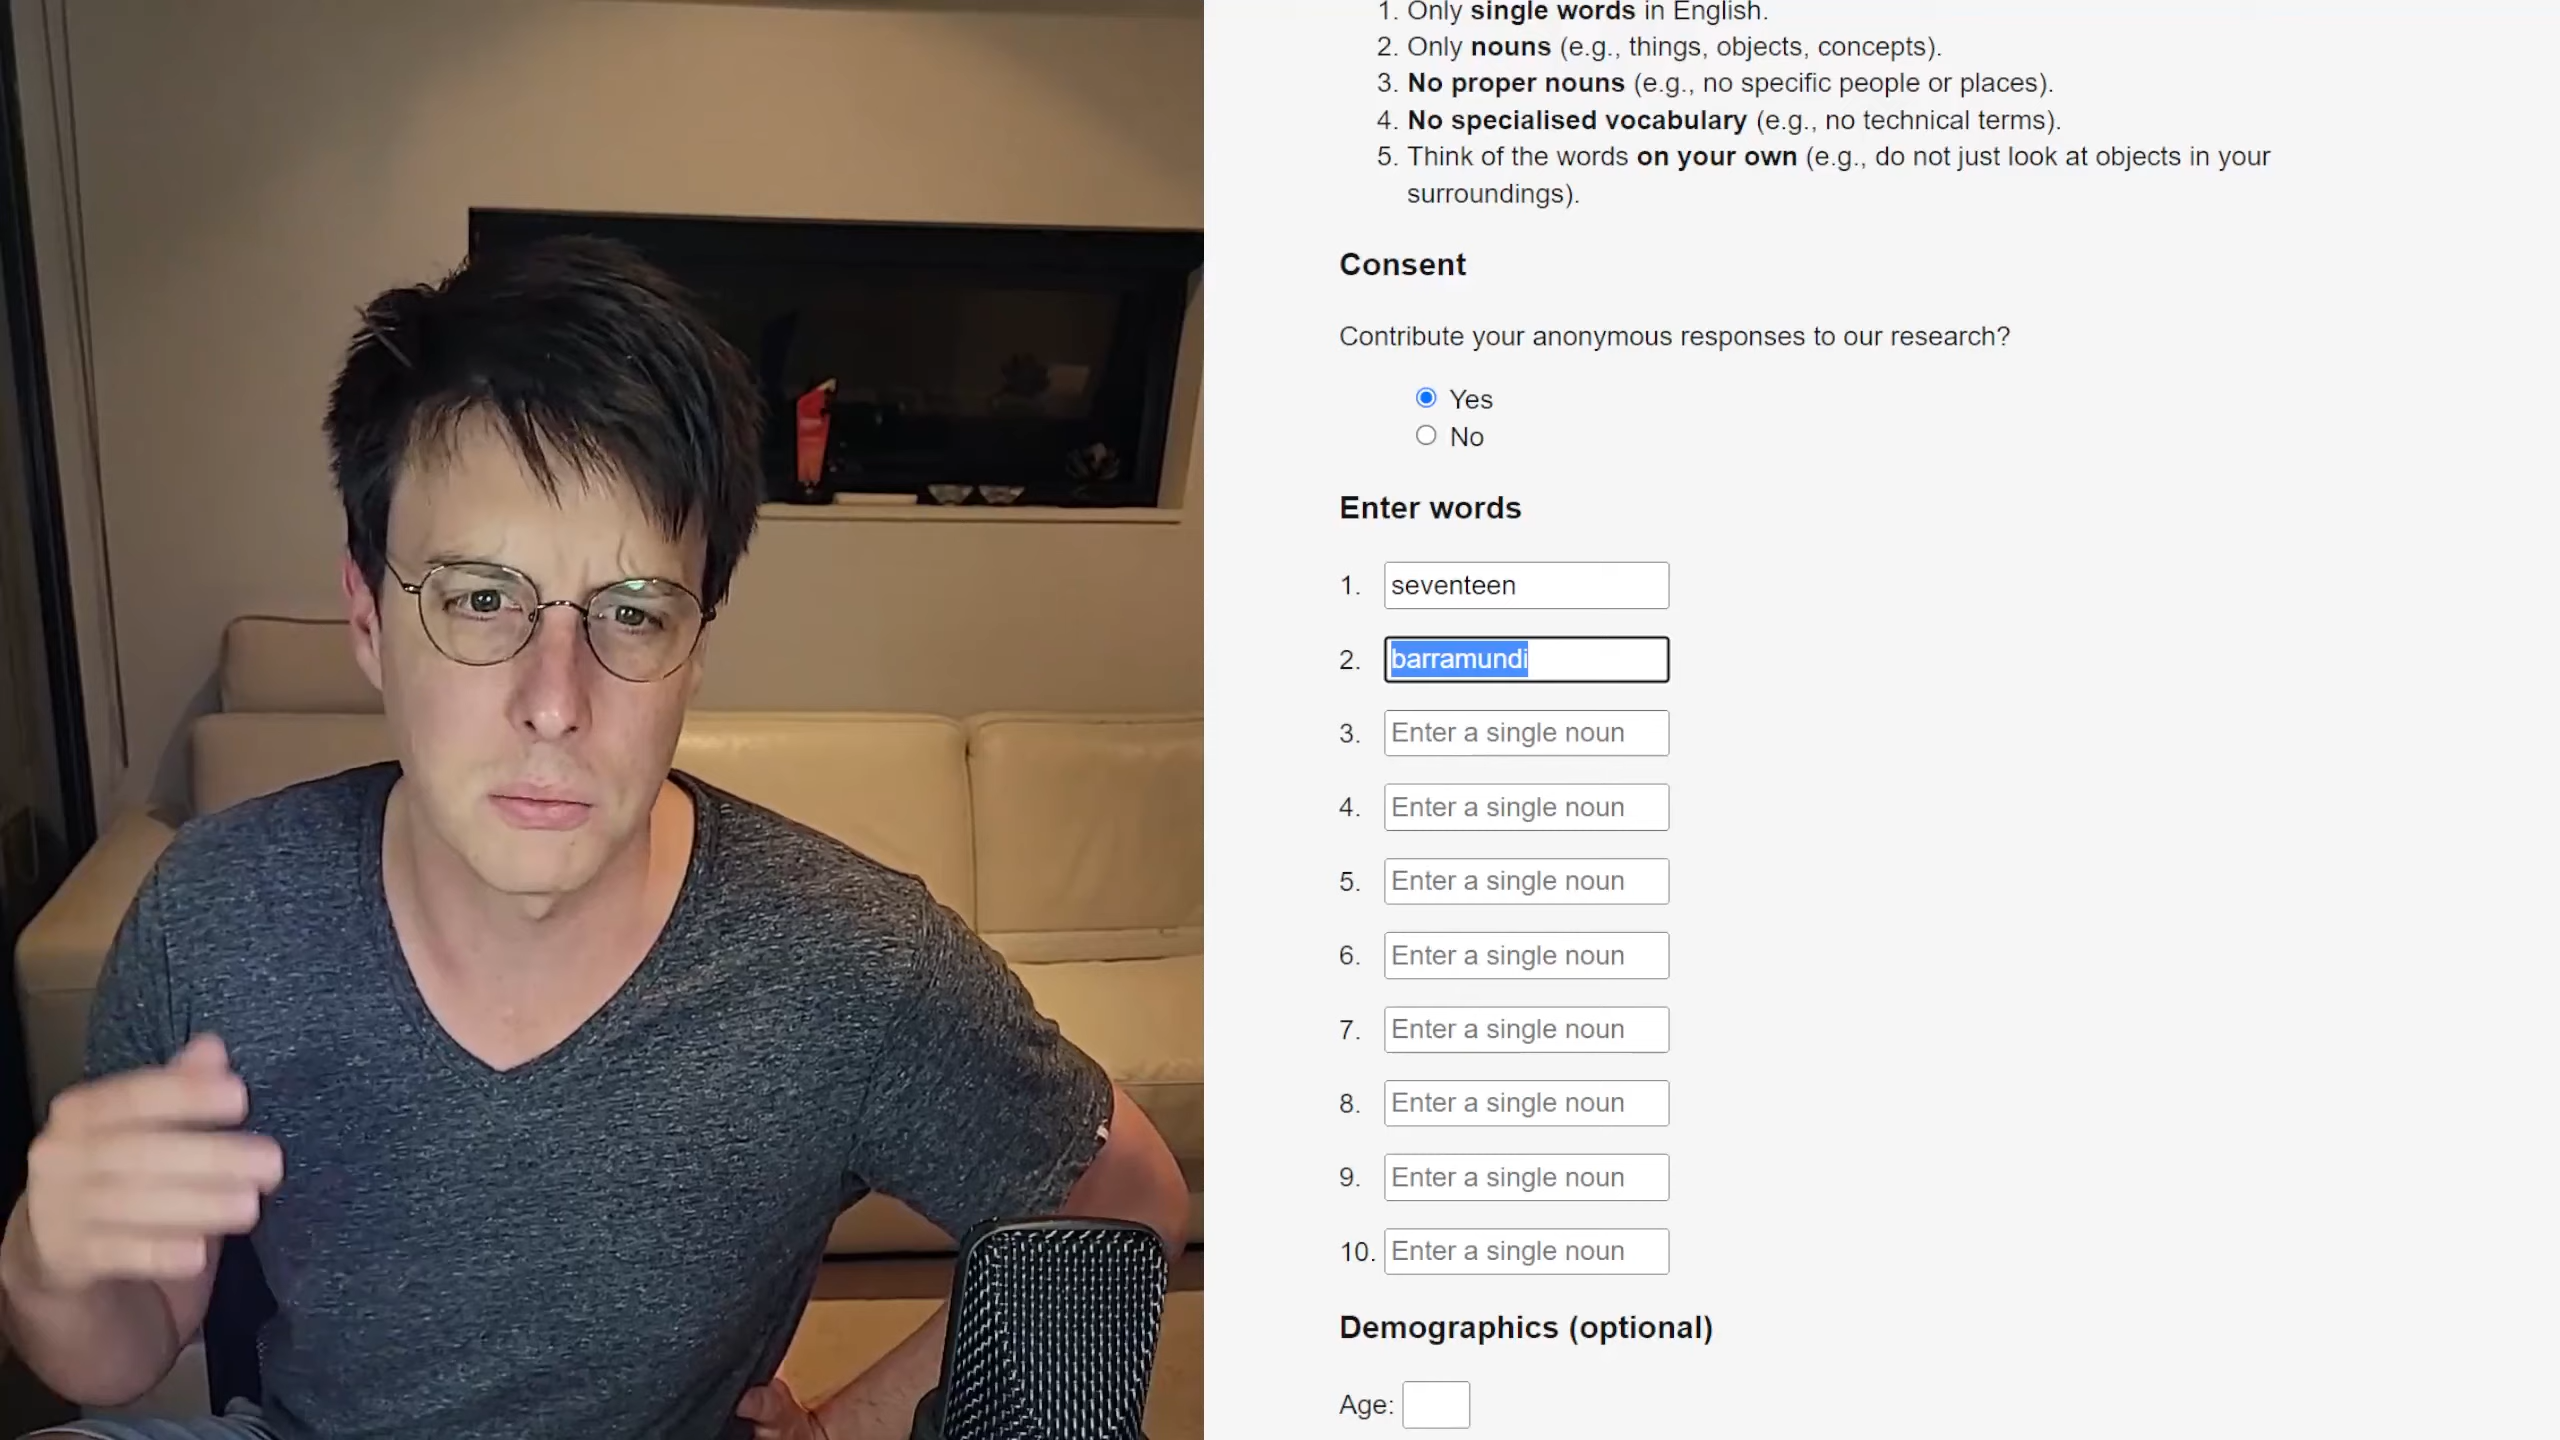 1. Only single words in English.
2. Only nouns (e.g., things, objects, concepts).
3. No proper nouns (e.g., no specific people or places).
4. No specialised vocabulary (e.g., no technical terms).
5. Think of the words on your own (e.g., do not just look at objects in your
surroundings).
Consent
Contribute your anonymous responses to our research?
Yes
No
Enter words
1. seventeen
2. barramundi
3. Enter a single noun
4. Enter a single noun
5. Enter a single noun
6. Enter a single noun
7. Enter a single noun
8. Enter a single noun
9. Enter a single noun
10. Enter a single noun
Demographics (optional)
Age: